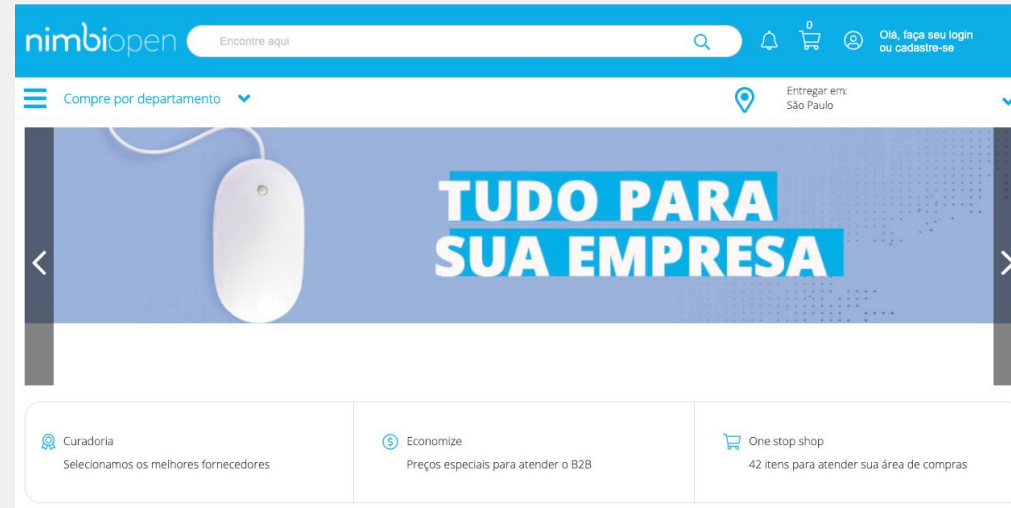 nimbiopen
Encontre aqui
0
Olá, faça seu login
ou cadastre-se
Compre por departamento
Entregar em:
São Paulo
TUDO PARA
SUA EMPRESA
Curadoria
Selecionamos os melhores fornecedores
Economize
Preços especiais para atender o B2B
One stop shop
42 itens para atender sua área de compras